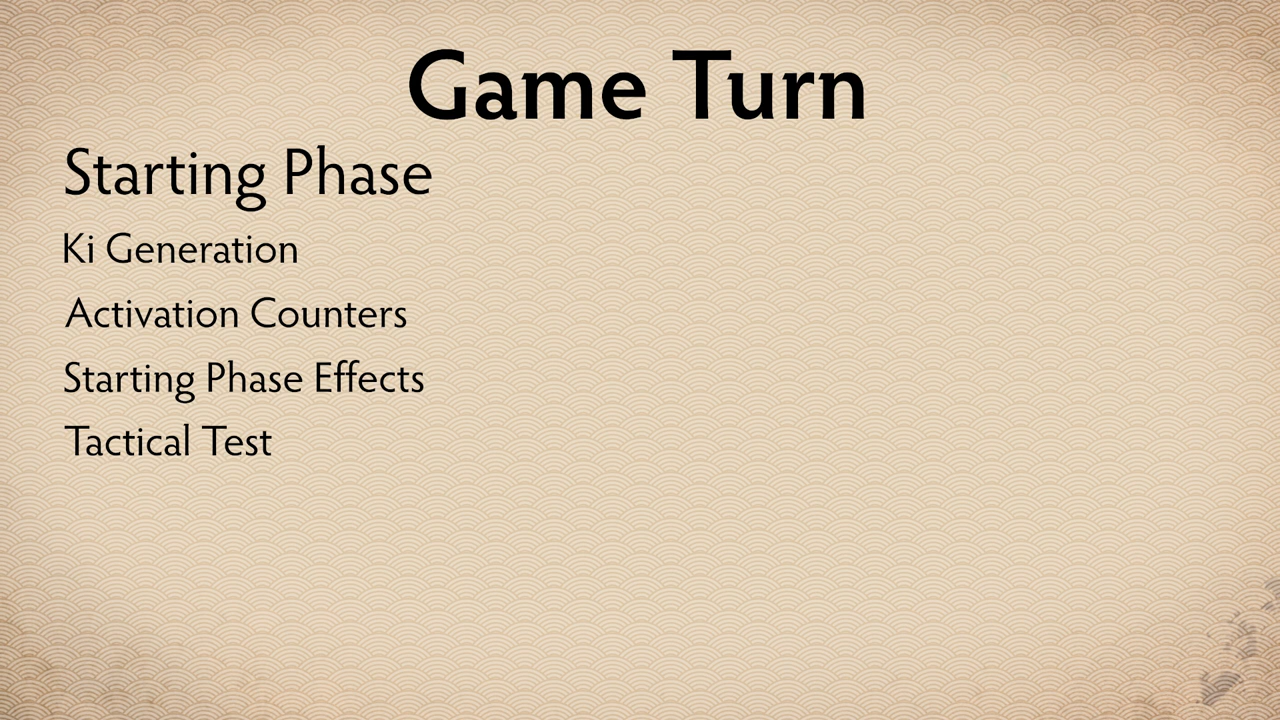 Game Turn
Starting Phase
Ki Generation
Activation Counters
Starting Phase Effects
Tactical Test